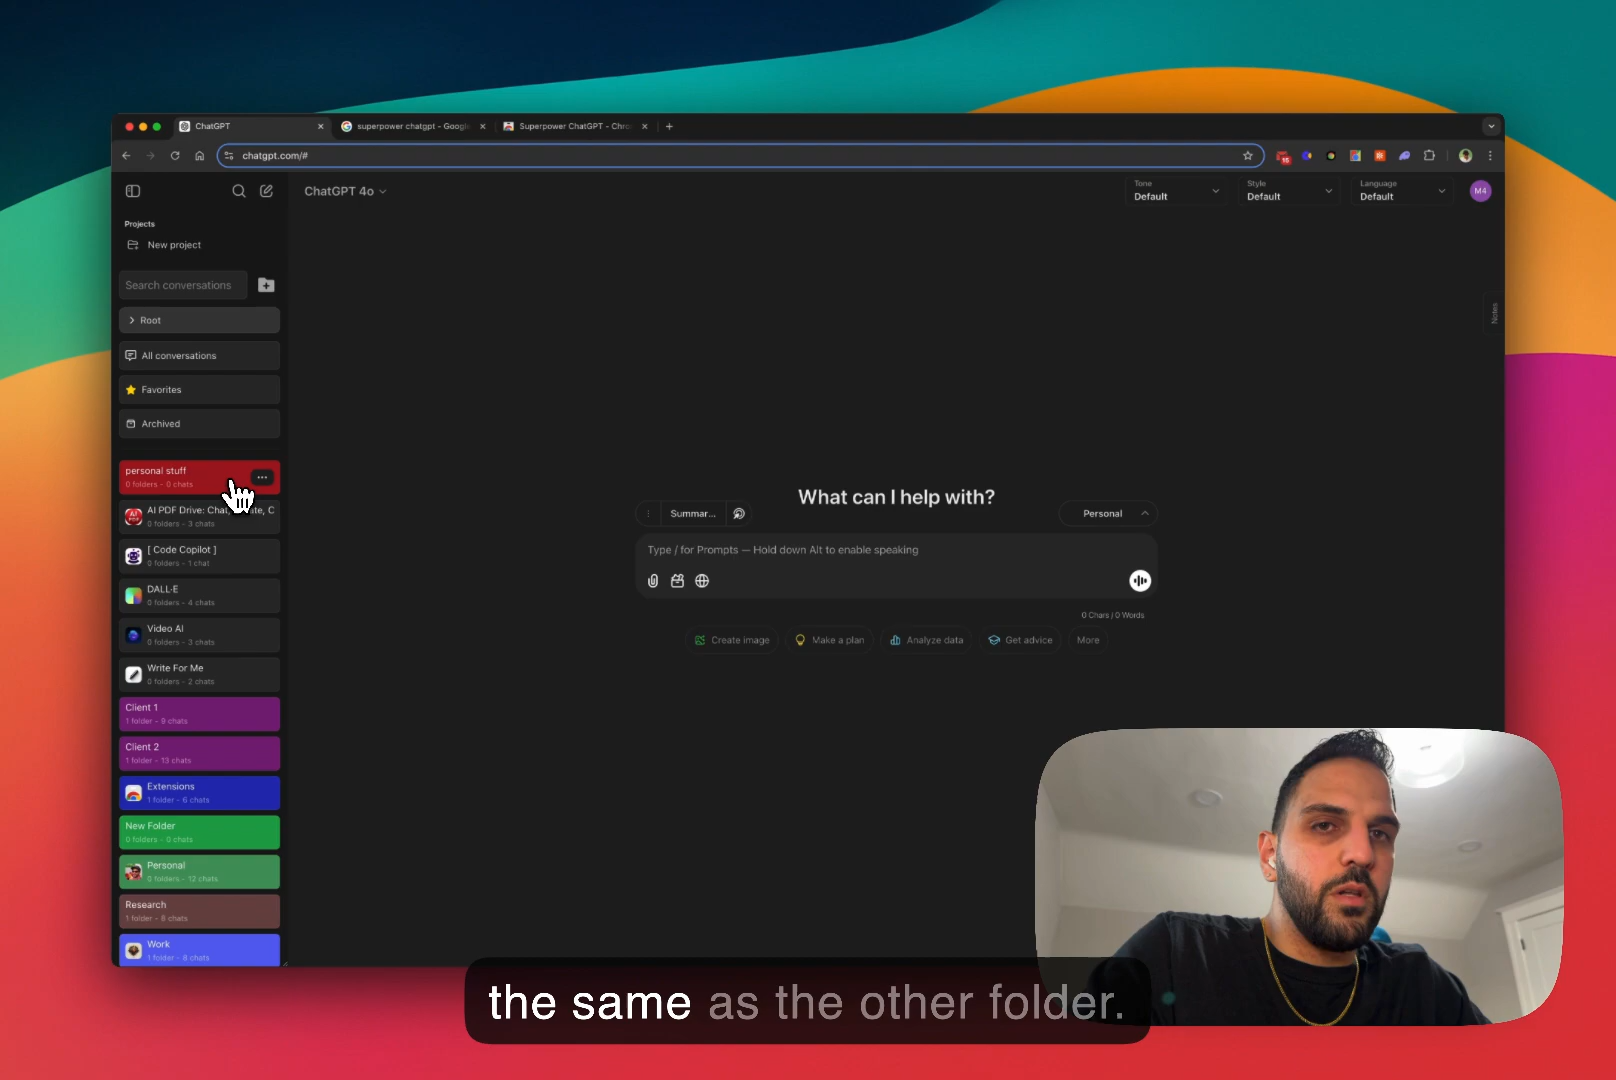 ChatGPT
superpower chatgpt - Google
Superpower ChatGPT - Chro
chatgpt.com/#
15
ChatGPT 4o
Tone
Default
Style
Default
Language
Default
M4
Projects
New project
Search conversations
Root
All conversations
Favorites
Archived
Notes
personal stuff
0 folders - 0 chats
AI PDF Drive: Chat, C
0 folders - 3 chats
[ Code Copilot ]
0 folders - 1 chat
DALL·E
0 folders - 4 chats
Video AI
0 folders - 3 chats
Write For Me
0 folders - 2 chats
Client 1
1 folder - 9 chats
Client 2
1 folder - 13 chats
Extensions
1 folder - 6 chats
New Folder
0 folders - 0 chats
Personal
0 folders - 12 chats
Research
1 folder - 8 chats
Work
1 folder - 8 chats
What can I help with?
Summar...
Personal
Type / for Prompts — Hold down Alt to enable speaking
0 Chars / 0 Words
Create image
Make a plan
Analyze data
Get advice
More
the same as the other folder.